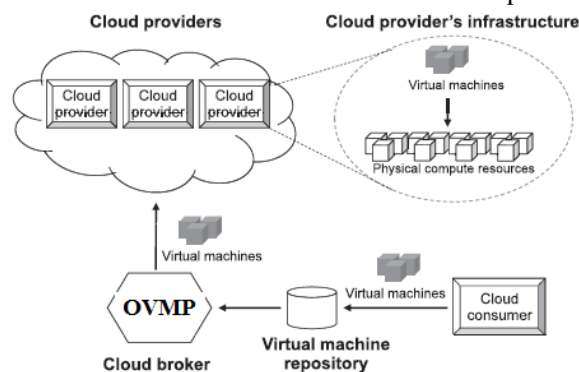 Cloud providers
Cloud provider's infrastructure
Cloud provider
Cloud provider
Cloud provider
Virtual machines
Physical compute resources
Virtual machines
Virtual machines
OVMP
Cloud consumer
Cloud broker
Virtual machine
repository